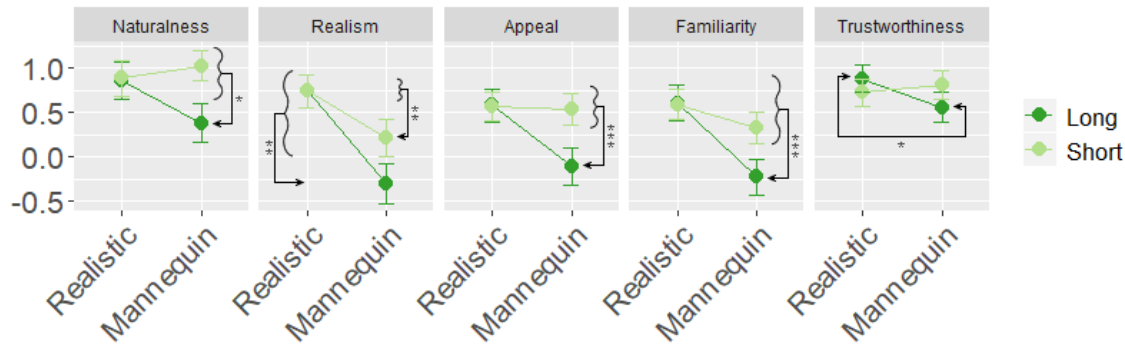 Naturalness Realism Appeal Familiarity Trustworthiness
1.0
0.5
0.0
-0.5
* ** ** *** *** *
Long
Short
Realistic Mannequin Realistic Mannequin Realistic Mannequin Realistic Mannequin Realistic Mannequin